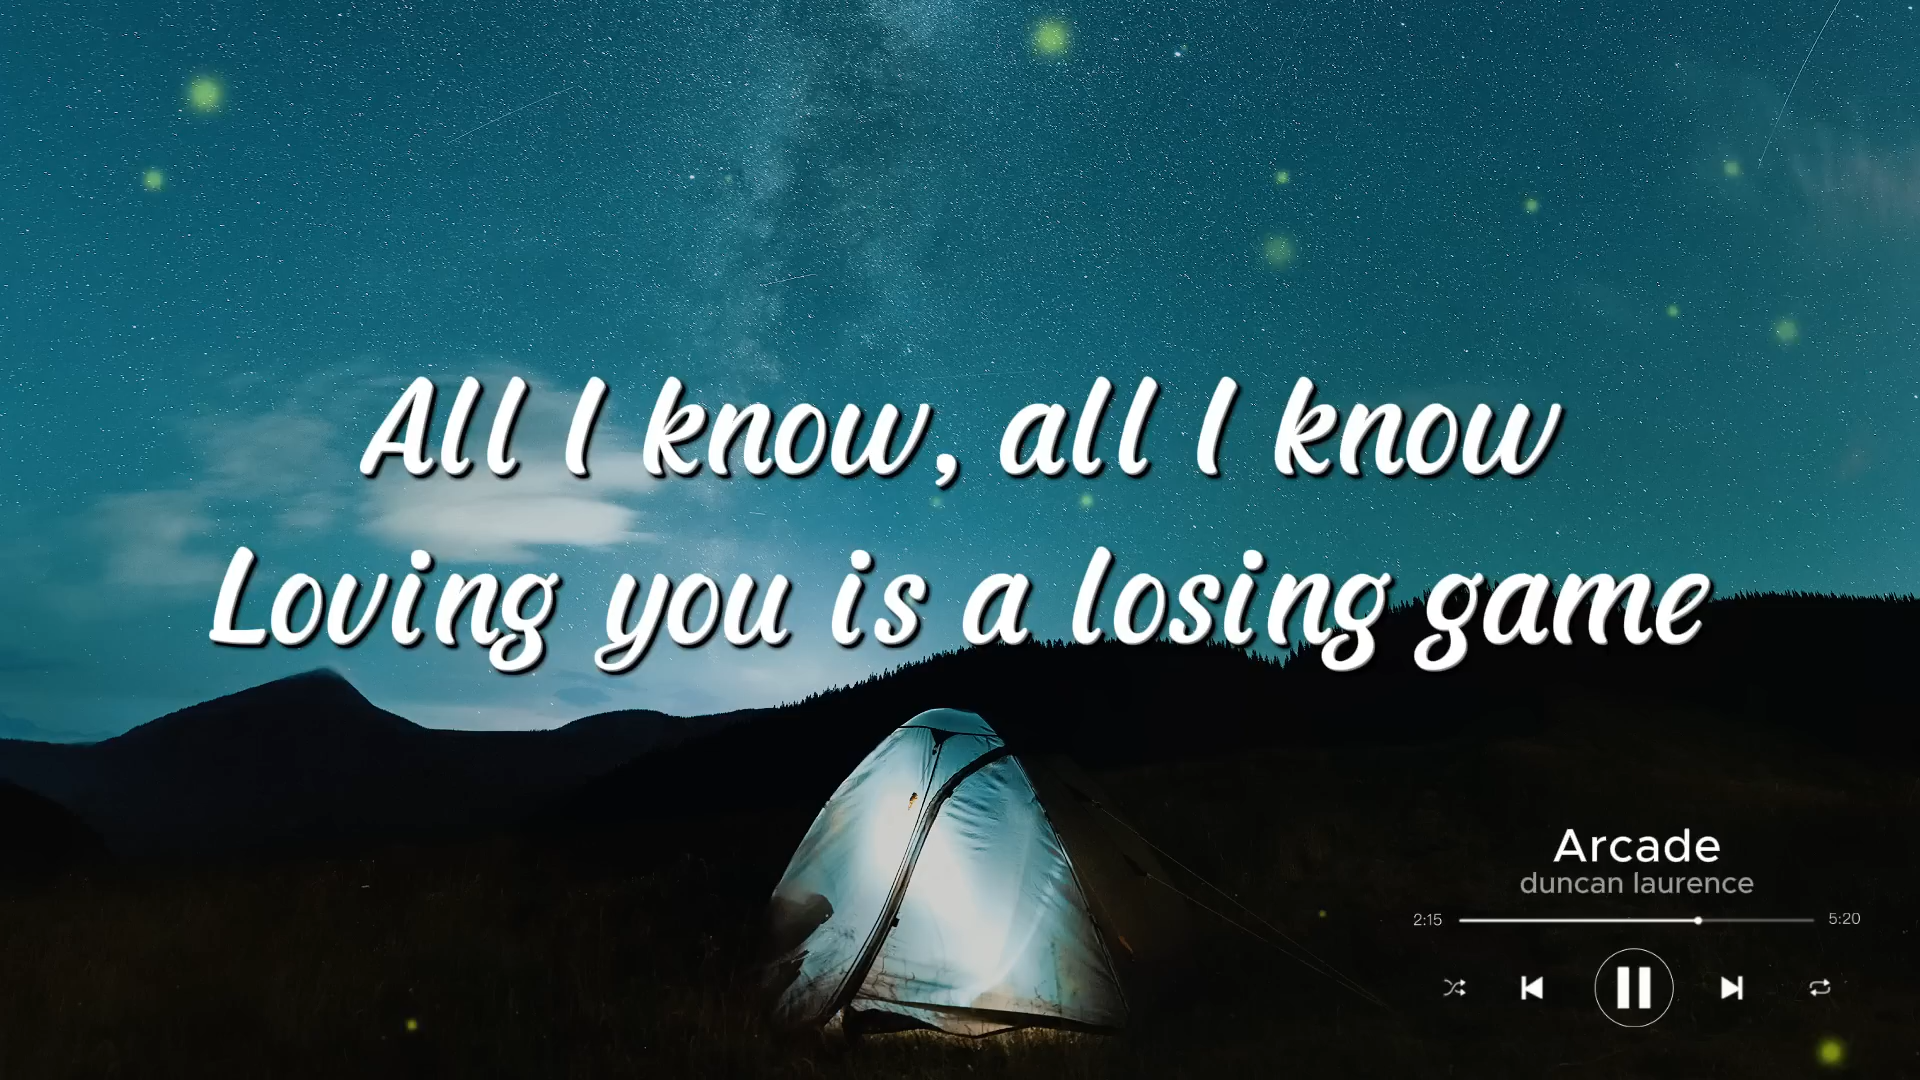 All I know, all I know
Loving you is a losing game
Arcade
duncan laurence
2:15 5:20